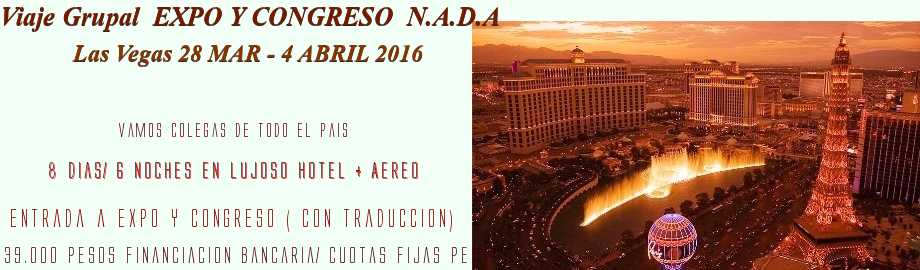 Viaje Grupal EXPO Y CONGRESO N.A.D.A
Las Vegas 28 MAR - 4 ABRIL 2016
VAMOS COLEGAS DE TODO EL PAIS
8 DIAS/ 6 NOCHES EN LUJOSO HOTEL + AEREO
ENTRADA A EXPO Y CONGRESO ( CON TRADUCCION)
39.000 PESOS FINANCIACION BANCARIA/ CUOTAS FIJAS PE